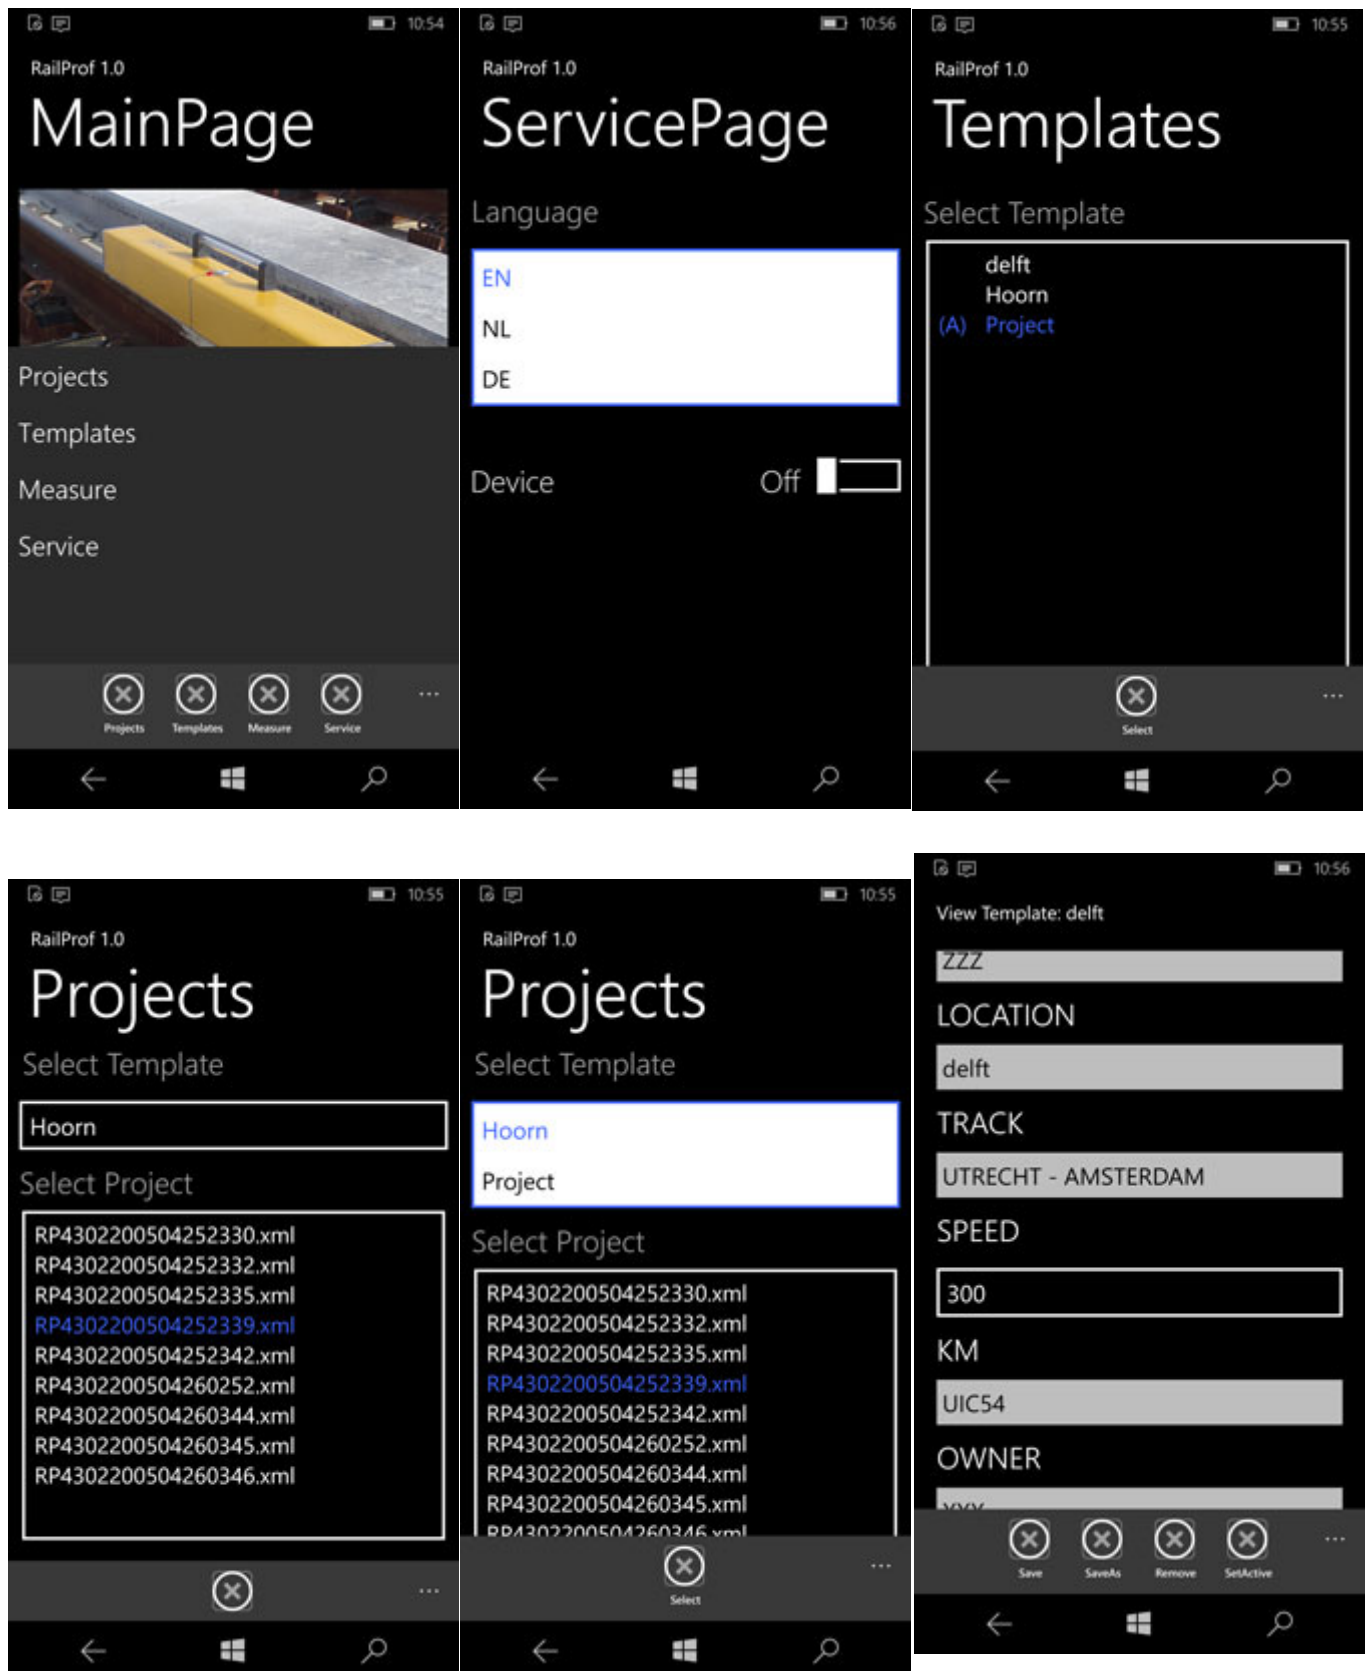 10:54
RailProf 1.0
MainPage
Projects
Templates
Measure
Service
Projects Templates Measure Service
10:56
RailProf 1.0
ServicePage
Language
EN
NL
DE
Device Off
10:55
RailProf 1.0
Templates
Select Template
delft
Hoorn
(A) Project
Select
10:55
RailProf 1.0
Projects
Select Template
Hoorn
Select Project
RP4302200504252330.xml
RP4302200504252332.xml
RP4302200504252335.xml
RP4302200504252339.xml
RP4302200504252342.xml
RP4302200504260252.xml
RP4302200504260344.xml
RP4302200504260345.xml
RP4302200504260346.xml
10:55
RailProf 1.0
Projects
Select Template
Hoorn
Project
Select Project
RP4302200504252330.xml
RP4302200504252332.xml
RP4302200504252335.xml
RP4302200504252339.xml
RP4302200504252342.xml
RP4302200504260252.xml
RP4302200504260344.xml
RP4302200504260345.xml
RP4302200504260346.xml
Select
10:56
View Template: delft
ZZZ
LOCATION
delft
TRACK
UTRECHT - AMSTERDAM
SPEED
300
KM
UIC54
OWNER
Save SaveAs Remove SetActive